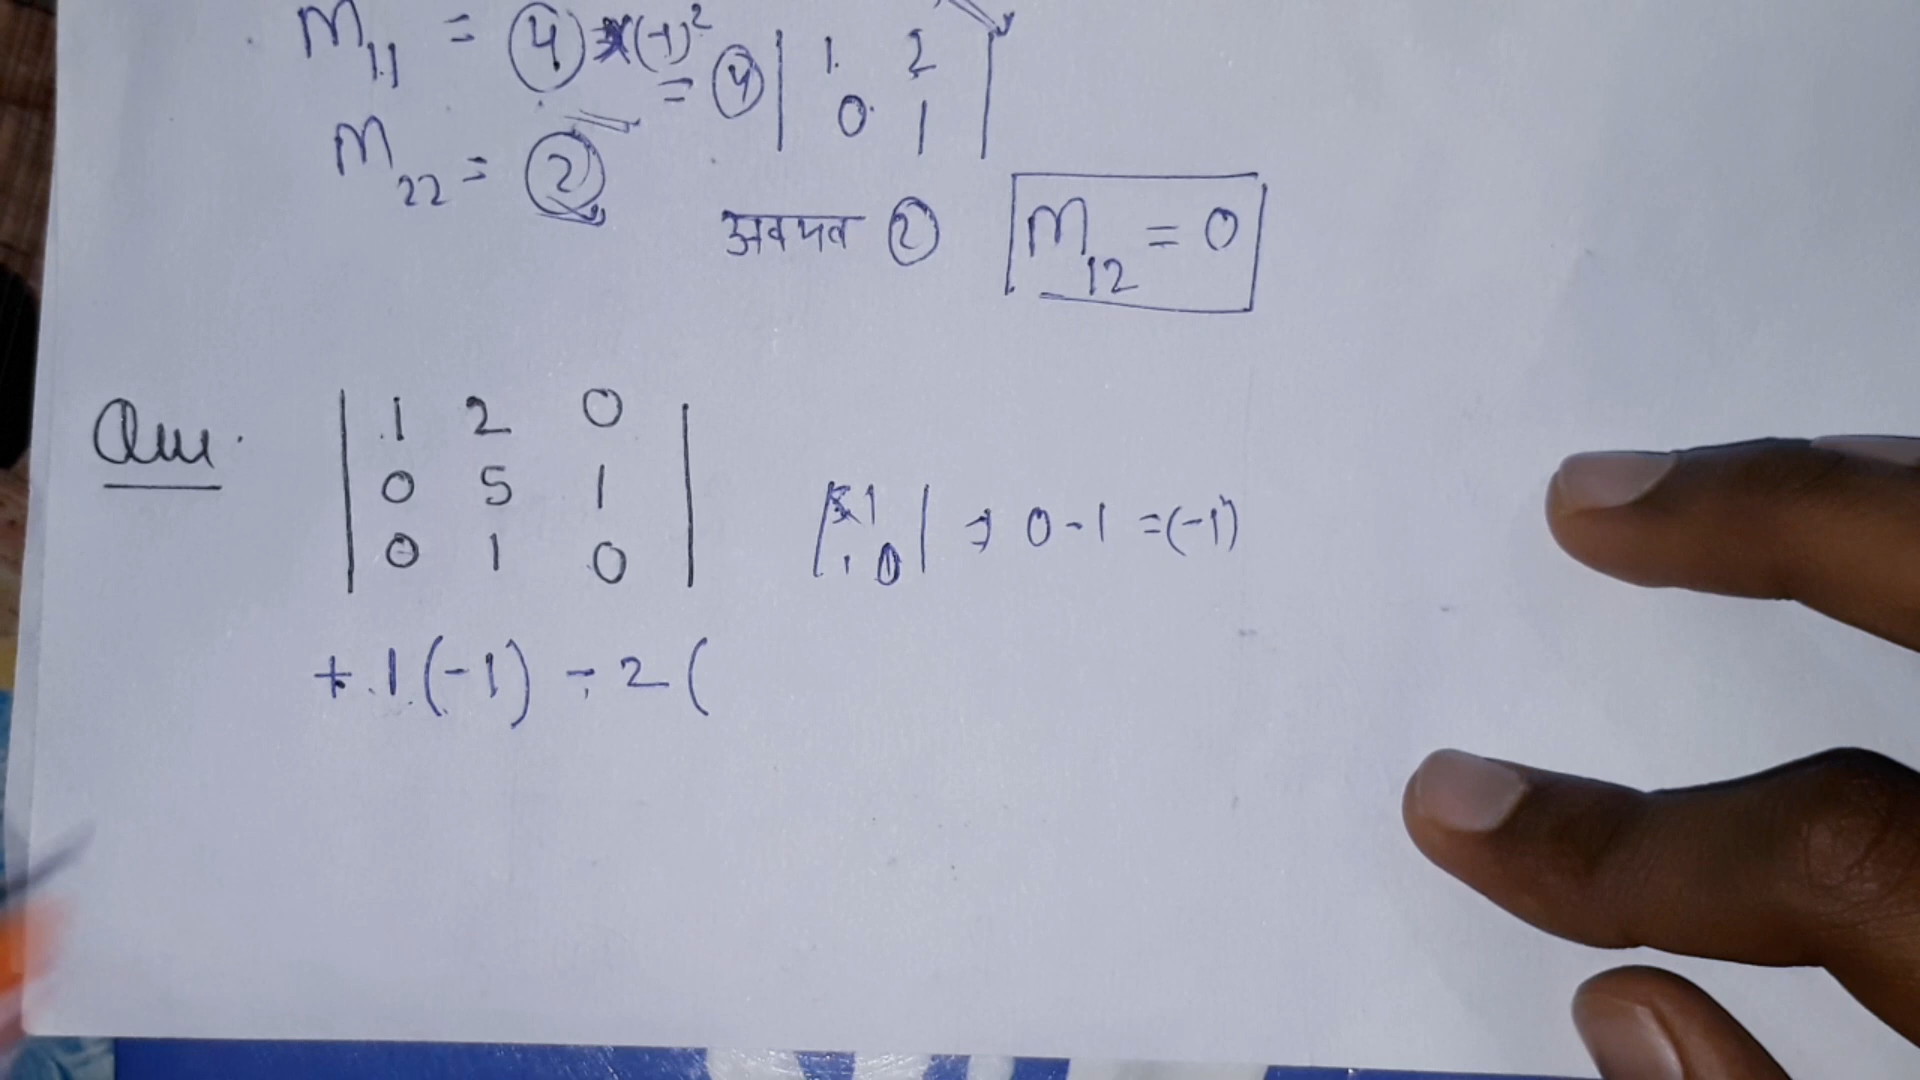 M₁₁ = 4 × (-1)²
= 4 | 1 2 |
| 0 1 |
M₂₂ = 2
अवयव 2 M₁₂ = 0
Que.
| 1 2 0 |
| 0 5 1 |
| 0 1 0 |
| 5 1 |
| 1 0 | ⇒ 0 - 1 = (-1)
+ 1 (-1) - 2 (